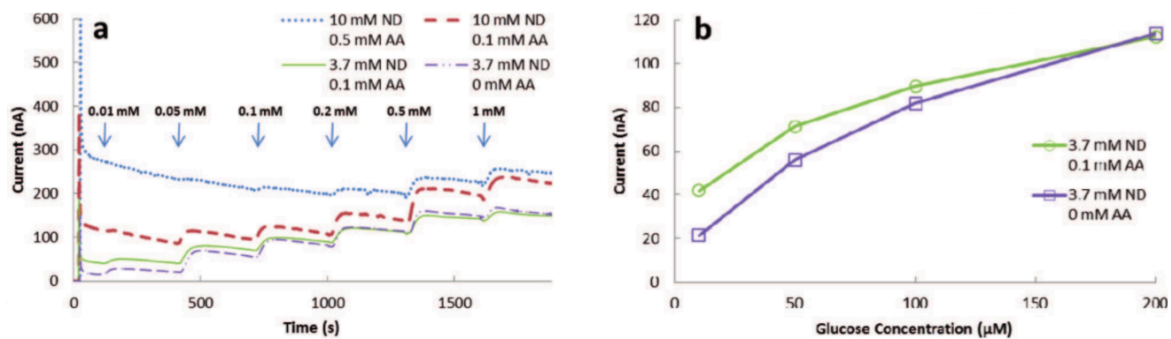 a
10 mM ND
0.5 mM AA
10 mM ND
0.1 mM AA
3.7 mM ND
0.1 mM AA
3.7 mM ND
0 mM AA
0.01 mM
0.05 mM
0.1 mM
0.2 mM
0.5 mM
1 mM
600
500
400
300
200
100
0
Current (nA)
0
500
1000
1500
Time (s)
b
120
100
80
60
40
20
0
Current (nA)
3.7 mM ND
0.1 mM AA
3.7 mM ND
0 mM AA
0
50
100
150
200
Glucose Concentration (µM)